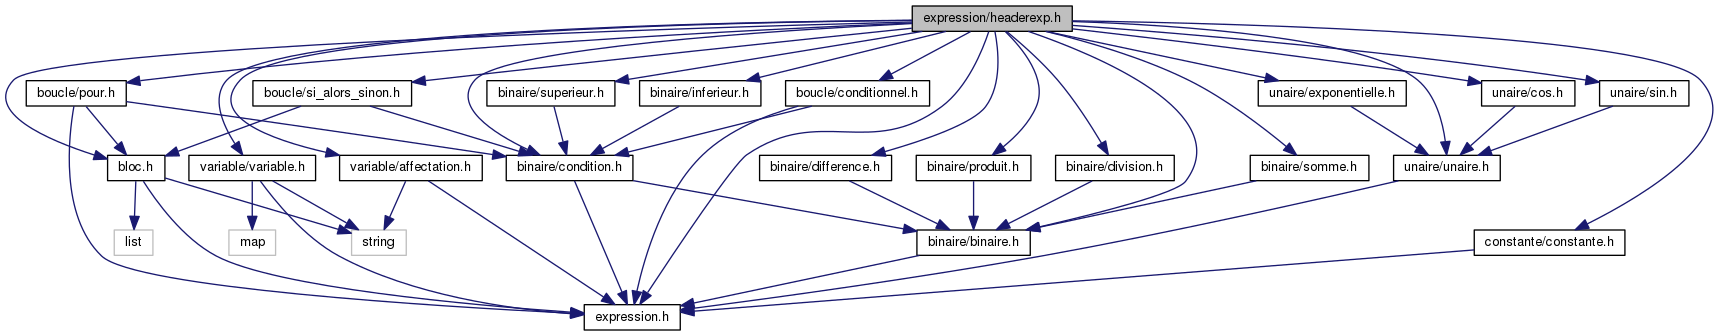 expression/headerexp.h
boucle/pour.h
boucle/si_alors_sinon.h
binaire/superieur.h
binaire/inferieur.h
boucle/conditionnel.h
unaire/exponentielle.h
unaire/cos.h
unaire/sin.h
bloc.h
variable/variable.h
variable/affectation.h
binaire/condition.h
binaire/difference.h
binaire/produit.h
binaire/division.h
binaire/somme.h
unaire/unaire.h
list
map
string
binaire/binaire.h
constante/constante.h
expression.h